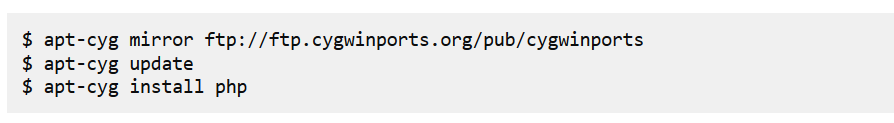 $ apt-cyg mirror ftp://ftp.cygwinports.org/pub/cygwinports
$ apt-cyg update
$ apt-cyg install php